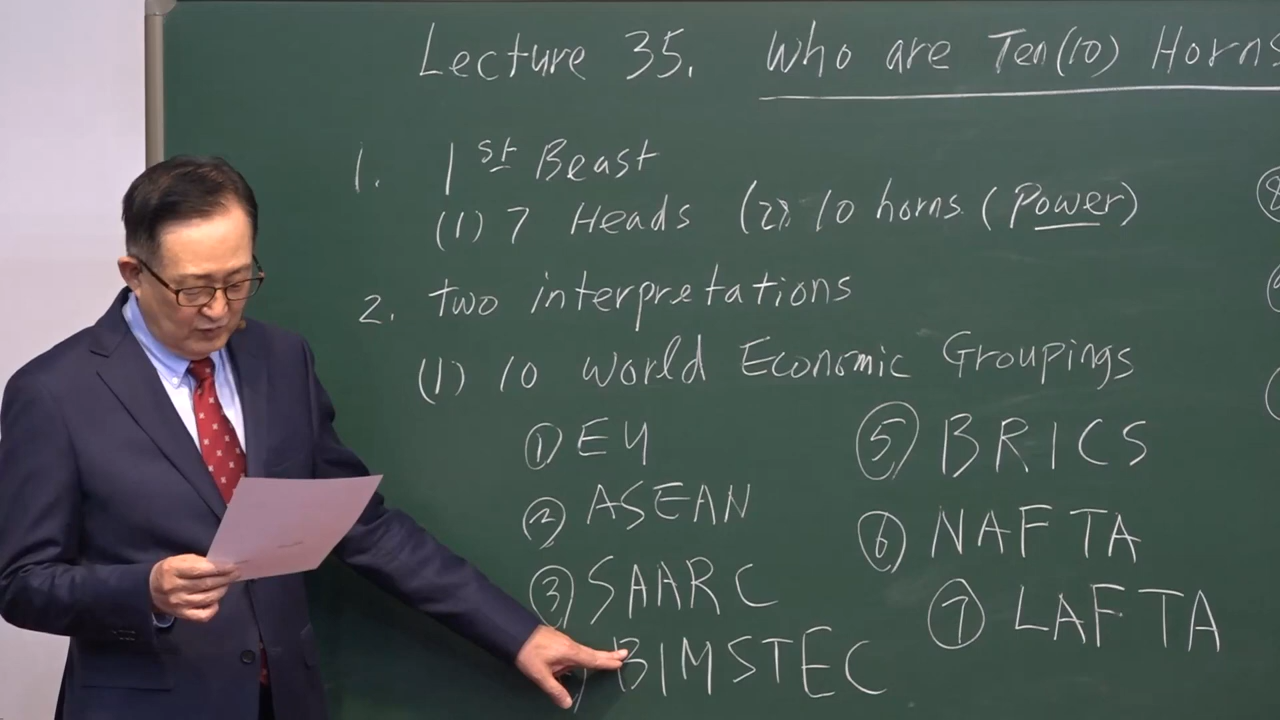 Lecture 35. Who are Ten(10) Horns
1. 1st Beast
(1) 7 Heads (2) 10 horns (Power)
2. two interpretations
(1) 10 World Economic Groupings
① EU
② ASEAN
③ SAARC
BIMSTEC
⑤ BRICS
⑥ NAFTA
⑦ LAFTA